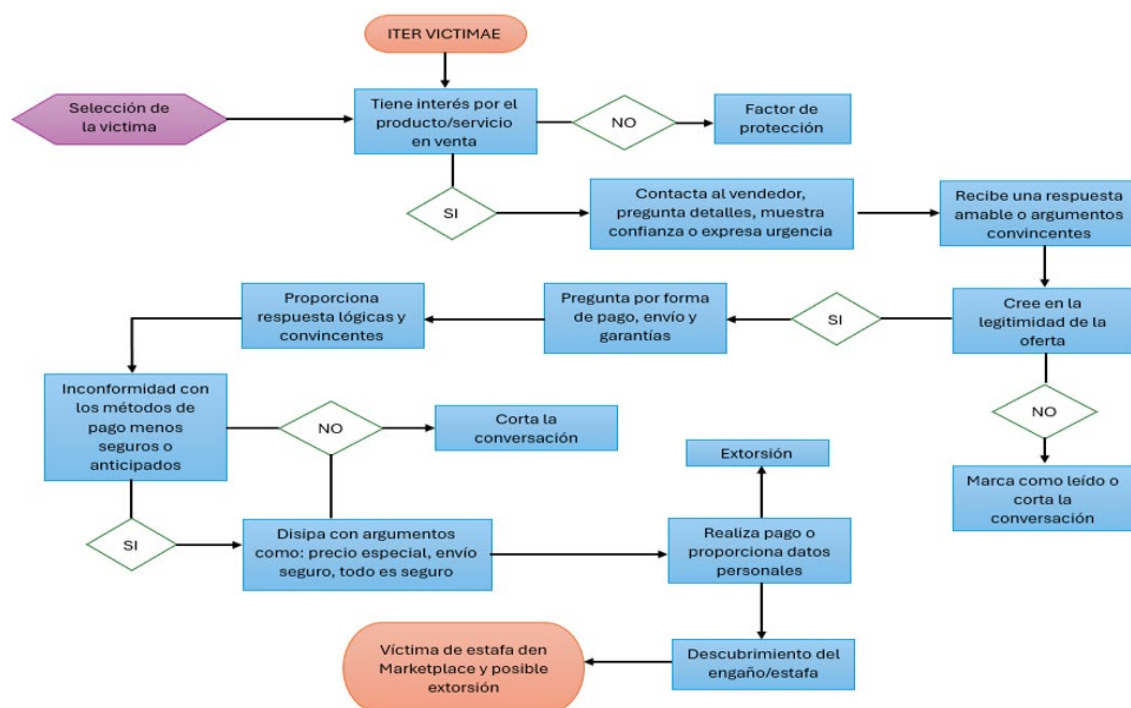 ITER VICTIMAE
Selección de
la victima
Tiene interés por el
producto/servicio
en venta
NO
Factor de
protección
SI
Contacta al vendedor,
pregunta detalles, muestra
confianza o expresa urgencia
Recibe una respuesta
amable o argumentos
convincentes
Cree en la
legitimidad de la
oferta
SI
Pregunta por forma
de pago, envío y
garantías
Proporciona
respuesta lógicas y
convincentes
NO
Marca como leído o
corta la
conversación
Inconformidad con
los métodos de
pago menos
seguros o
anticipados
NO
Corta la
conversación
SI
Disipa con argumentos
como: precio especial, envío
seguro, todo es seguro
Extorsión
Realiza pago o
proporciona datos
personales
Descubrimiento del
engaño/estafa
Víctima de estafa den
Marketplace y posible
extorsión